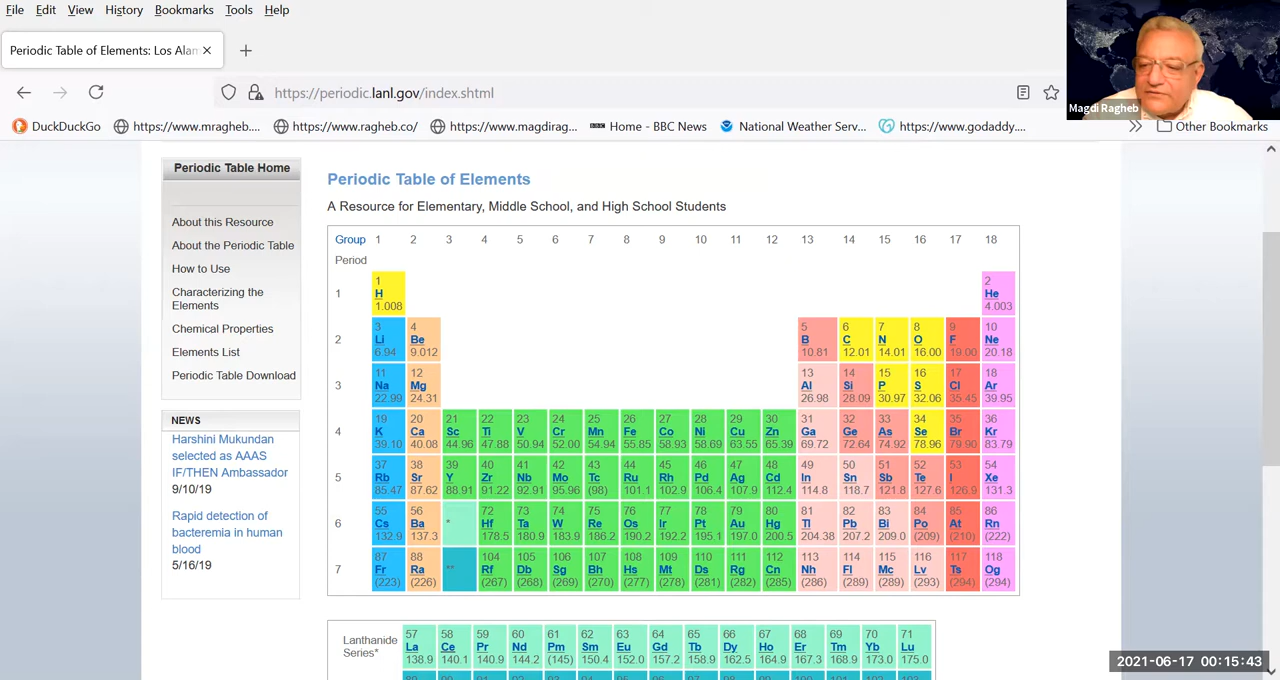 File Edit View History Bookmarks Tools Help
Periodic Table of Elements: Los Alan
https://periodic.lanl.gov/index.shtml
Magdi Ragheb
DuckDuckGo https://www.mragheb.... https://www.ragheb.co/ https://www.magdirag... Home - BBC News National Weather Serv... https://www.godaddy.... Other Bookmarks
Periodic Table Home
About this Resource
About the Periodic Table
How to Use
Characterizing the
Elements
Chemical Properties
Elements List
Periodic Table Download
NEWS
Harshini Mukundan
selected as AAAS
IF/THEN Ambassador
9/10/19
Rapid detection of
bacteremia in human
blood
5/16/19
Periodic Table of Elements
A Resource for Elementary, Middle School, and High School Students
Group 1 2 3 4 5 6 7 8 9 10 11 12 13 14 15 16 17 18
Period
1 2
1 H He
1.008 4.003
3 4 5 6 7 8 9 10
2 Li Be B C N O F Ne
6.94 9.012 10.81 12.01 14.01 16.00 19.00 20.18
11 12 13 14 15 16 17 18
3 Na Mg Al Si P S Cl Ar
22.99 24.31 26.98 28.09 30.97 32.06 35.45 39.95
19 20 21 22 23 24 25 26 27 28 29 30 31 32 33 34 35 36
4 K Ca Sc Ti V Cr Mn Fe Co Ni Cu Zn Ga Ge As Se Br Kr
39.10 40.08 44.96 47.88 50.94 52.00 54.94 55.85 58.93 58.69 63.55 65.39 69.72 72.64 74.92 78.96 79.90 83.79
37 38 39 40 41 42 43 44 45 46 47 48 49 50 51 52 53 54
5 Rb Sr Y Zr Nb Mo Tc Ru Rh Pd Ag Cd In Sn Sb Te I Xe
85.47 87.62 88.91 91.22 92.91 95.96 (98) 101.1 102.9 106.4 107.9 112.4 114.8 118.7 121.8 127.6 126.9 131.3
55 56 72 73 74 75 76 77 78 79 80 81 82 83 84 85 86
6 Cs Ba * Hf Ta W Re Os Ir Pt Au Hg Tl Pb Bi Po At Rn
132.9 137.3 178.5 180.9 183.9 186.2 190.2 192.2 195.1 197.0 200.5 204.38 207.2 209.0 (209) (210) (222)
87 88 104 105 106 107 108 109 110 111 112 113 114 115 116 117 118
7 Fr Ra ** Rf Db Sg Bh Hs Mt Ds Rg Cn Nh Fl Mc Lv Ts Og
(223) (226) (267) (268) (269) (270) (277) (278) (281) (282) (285) (286) (289) (289) (293) (294) (294)
57 58 59 60 61 62 63 64 65 66 67 68 69 70 71
Lanthanide La Ce Pr Nd Pm Sm Eu Gd Tb Dy Ho Er Tm Yb Lu
Series* 138.9 140.1 140.9 144.2 (145) 150.4 152.0 157.2 158.9 162.5 164.9 167.3 168.9 173.0 175.0
2021-06-17 00:15:43